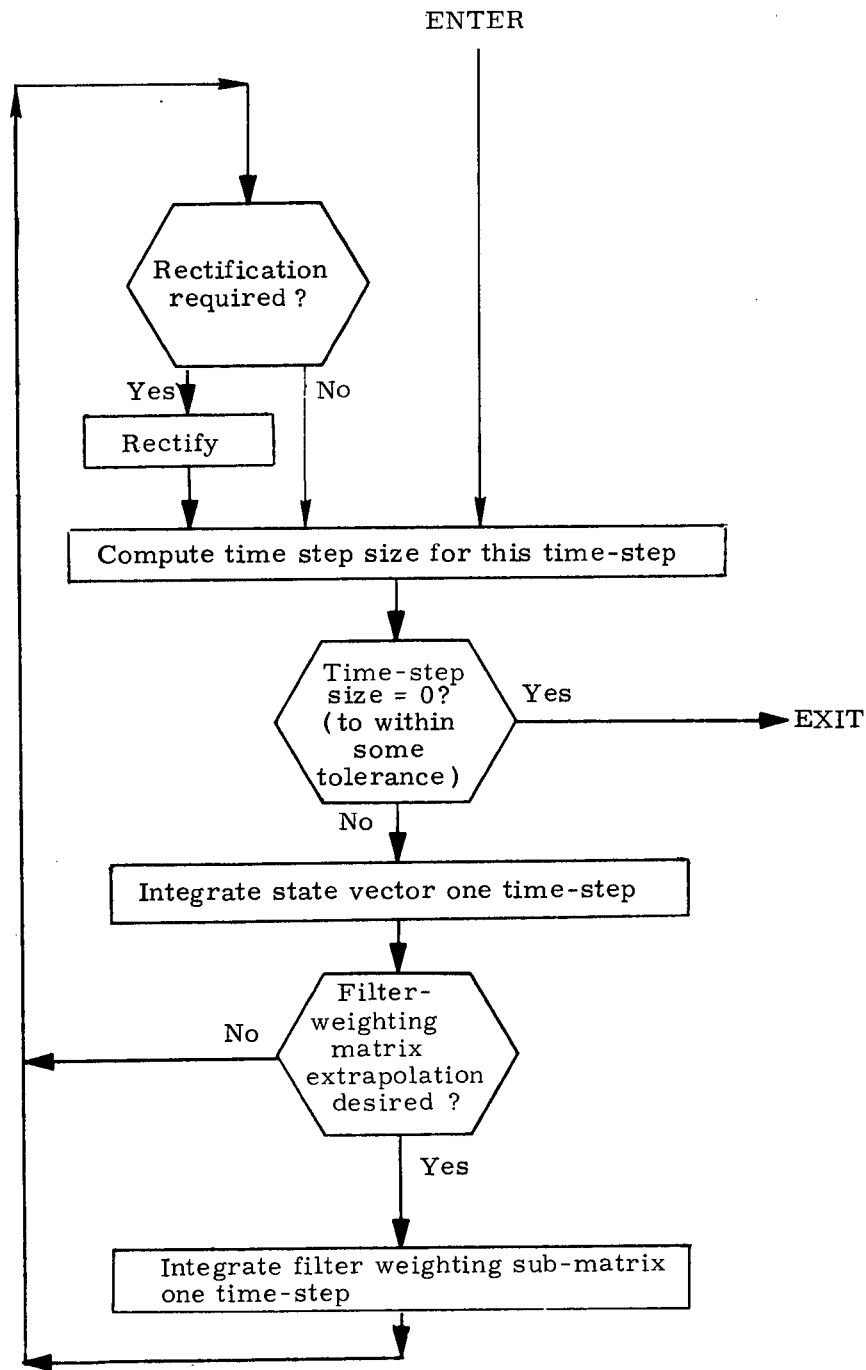 ENTER
Rectification
required ?
Yes
No
Rectify
Compute time step size for this time-step
Time-step
size = 0?
(to within
some
tolerance)
Yes
EXIT
No
Integrate state vector one time-step
Filter-
weighting
matrix
extrapolation
desired ?
No
Yes
Integrate filter weighting sub-matrix
one time-step